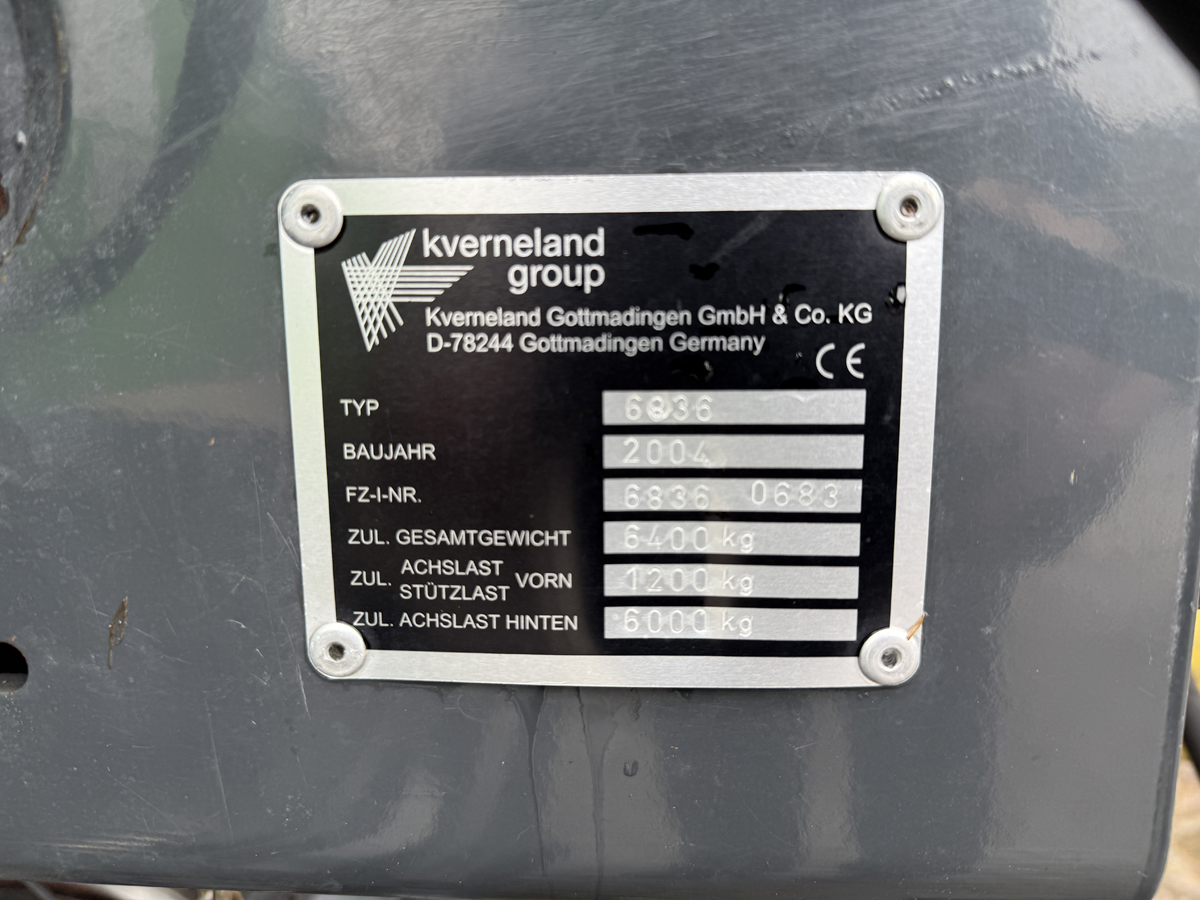 kverneland
group
Kverneland Gottmadingen GmbH & Co. KG
D-78244 Gottmadingen Germany
CE
TYP 6836
BAUJAHR 2004
FZ-I-NR. 6836 0683
ZUL. GESAMTGEWICHT 6400 kg
ZUL. ACHSLAST STÜTZLAST VORN 1200 kg
ZUL. ACHSLAST HINTEN 6000 kg